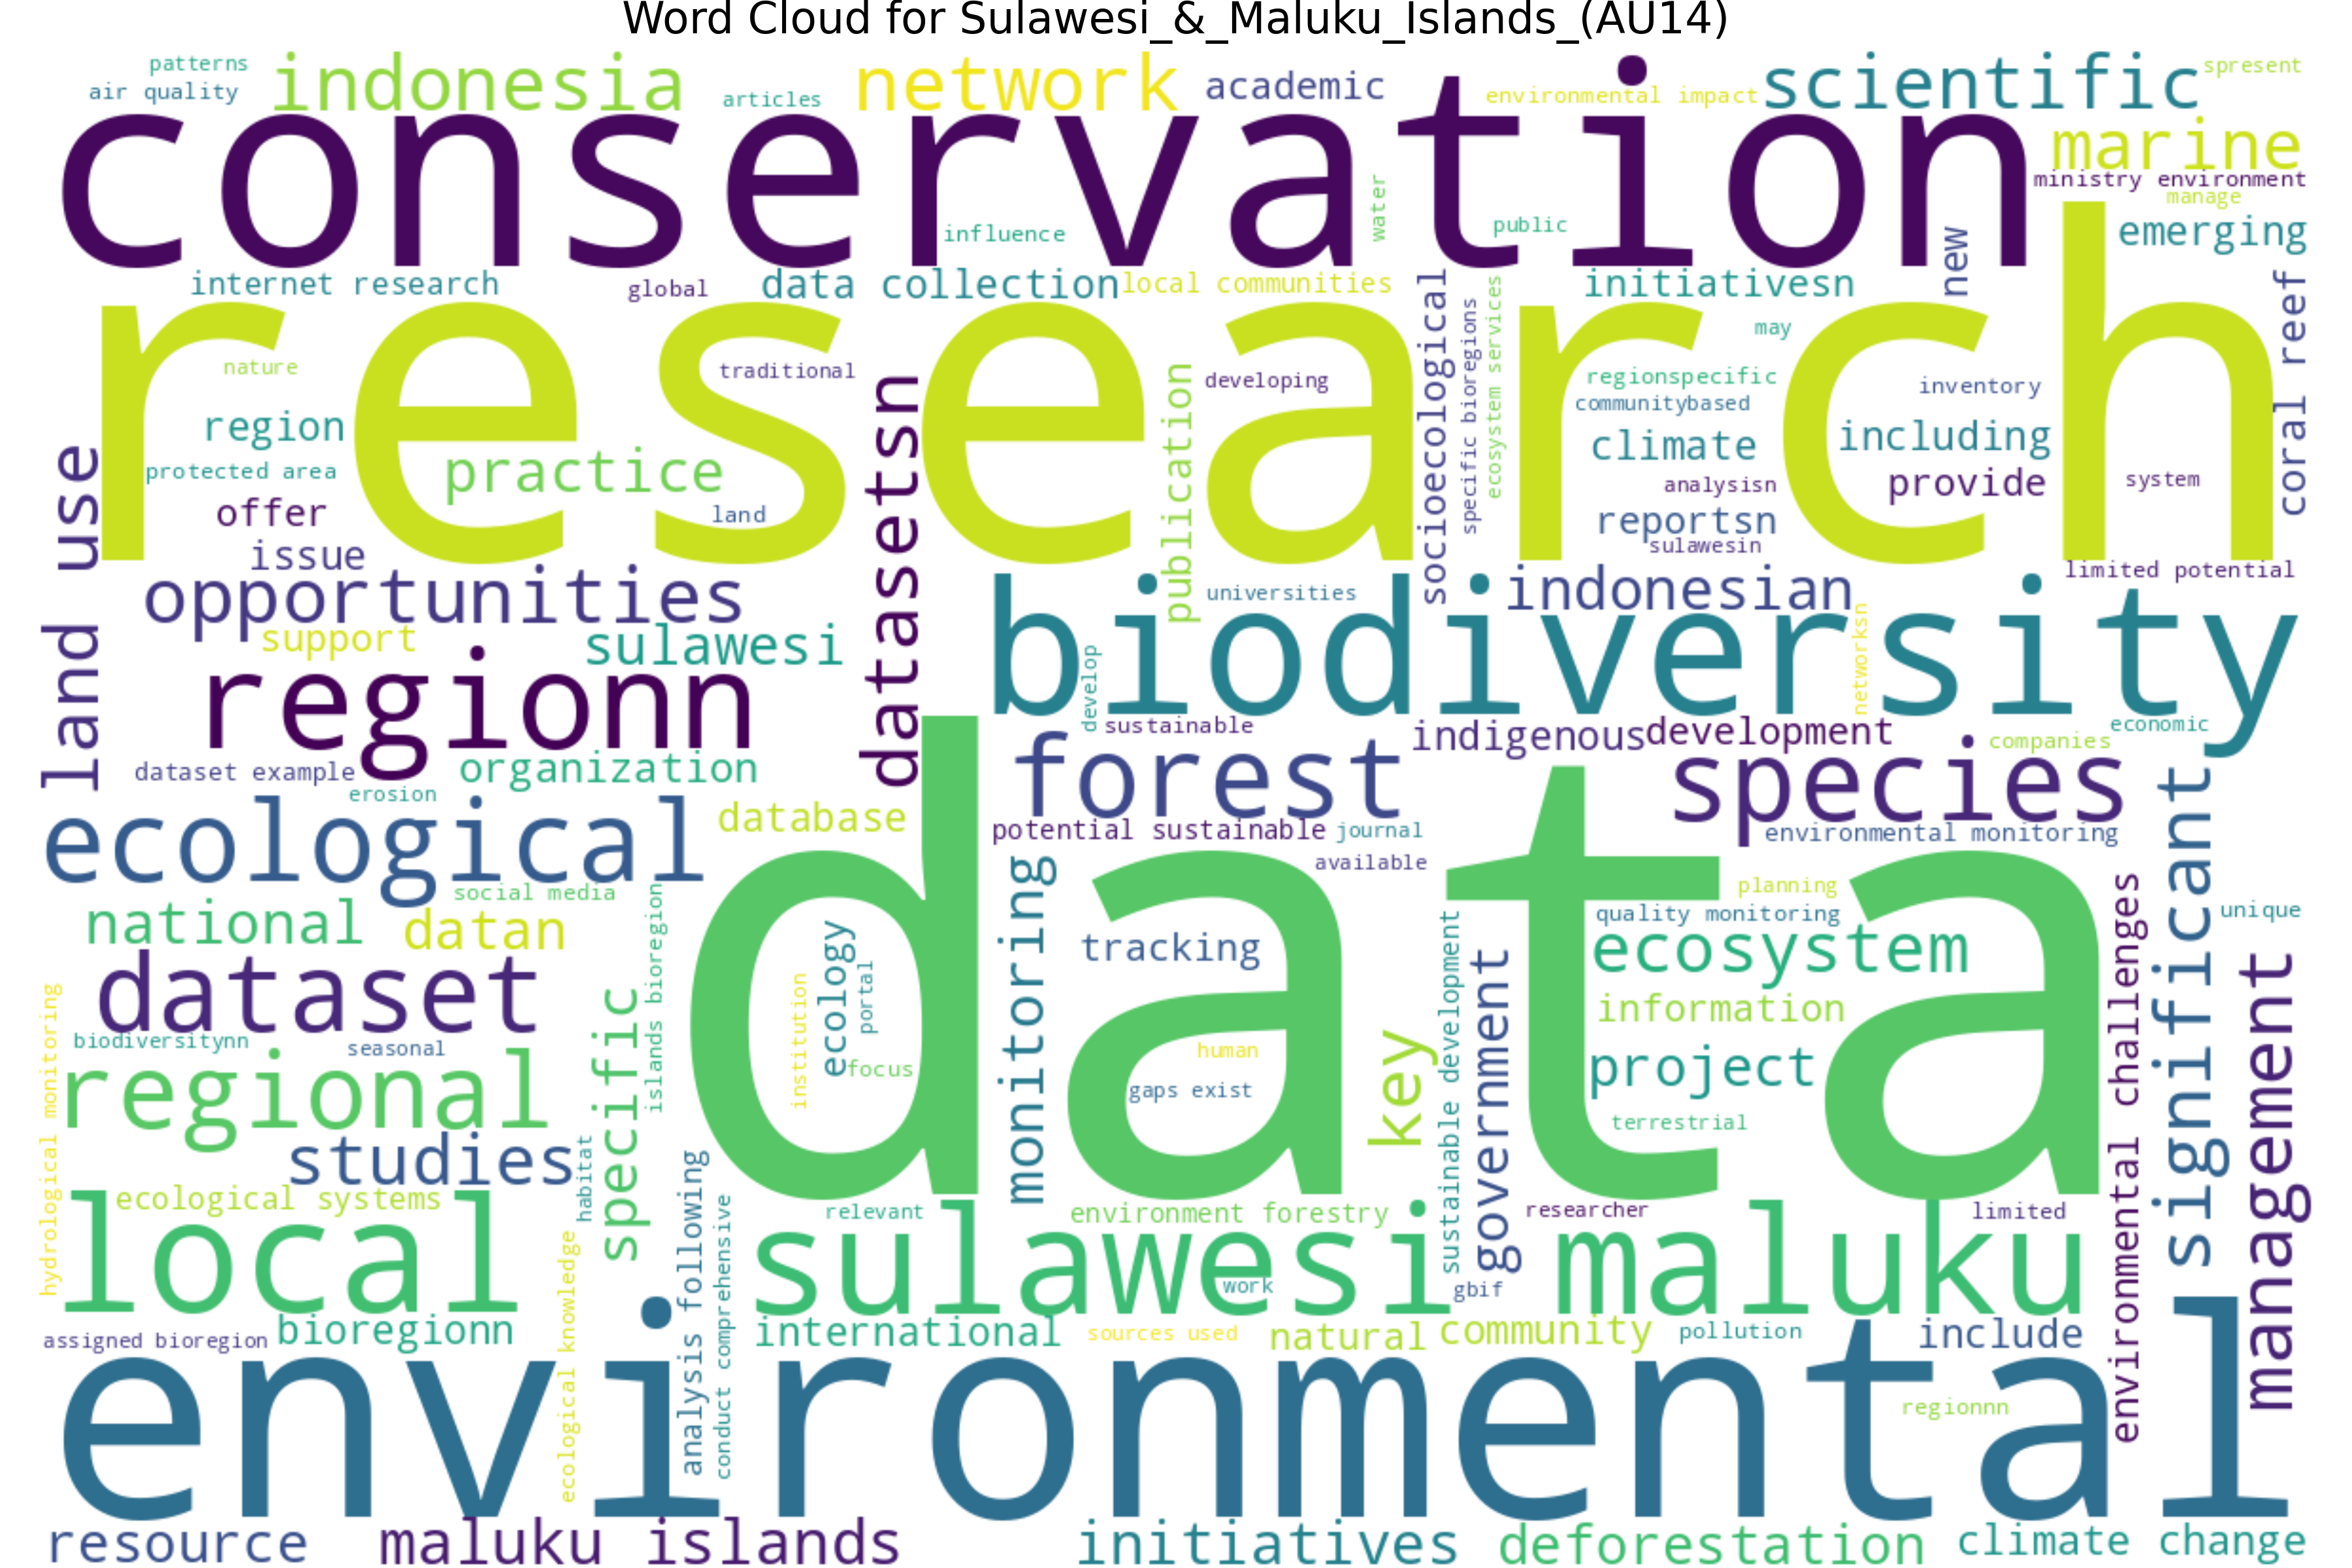 Word Cloud for Sulawesi_&_Maluku_Islands_(AU14)
patterns
air quality
indonesia
articles
network
academic
environmental impact
scientific
spresent
conservation
marine
ministry environment
manage
emerging
water
influence
public
new
internet research
global
data collection
local communities
initiativesn
coral reef
research
socioecological
specific bioregions
ecosystem services
may
nature
traditional
developing
regionspecific
communitybased
inventory
region
practice
publication
climate
including
protected area
offer
land
analysisn
provide
system
reportsn
issue
sulawesin
land use
datasetsn
limited potential
opportunities
universities
indonesian
biodiversity
support
sulawesi
networksn
develop
regionn
sustainable
indigenous
development
companies
economic
dataset example
organization
forest
species
erosion
ecological
database
potential sustainable
journal
environmental monitoring
significant
available
social media
data
planning
national
datan
monitoring
tracking
quality monitoring
ecosystem
environmental challenges
unique
islands bioregion
ecology
portal
institution
focus
dataset
information
management
human
gaps exist
key
sustainable development
government
project
terrestrial
biodiversitynn
seasonal
hydrological monitoring
regional
specific
studies
habitat
ecological systems
local
analysis following
conduct comprehensive
relevant
environment forestry
researcher
limited
sulawesi maluku
work
gbif
ecological knowledge
assigned bioregion
bioregionn
international
sources used
natural
community
pollution
include
environmental
regionnn
resource
maluku islands
initiatives
deforestation
climate change